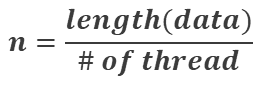 n = length(data)
# of thread